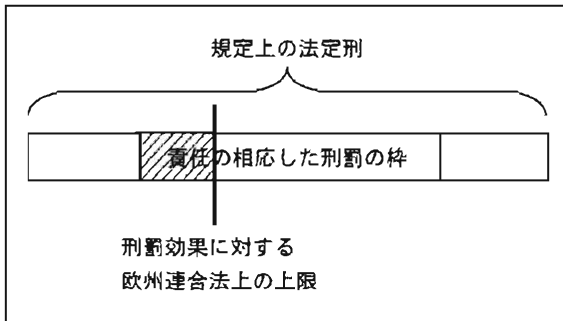 規定上の法定刑
責任の相応した刑罰の枠
刑罰効果に対する
欧州連合法上の上限